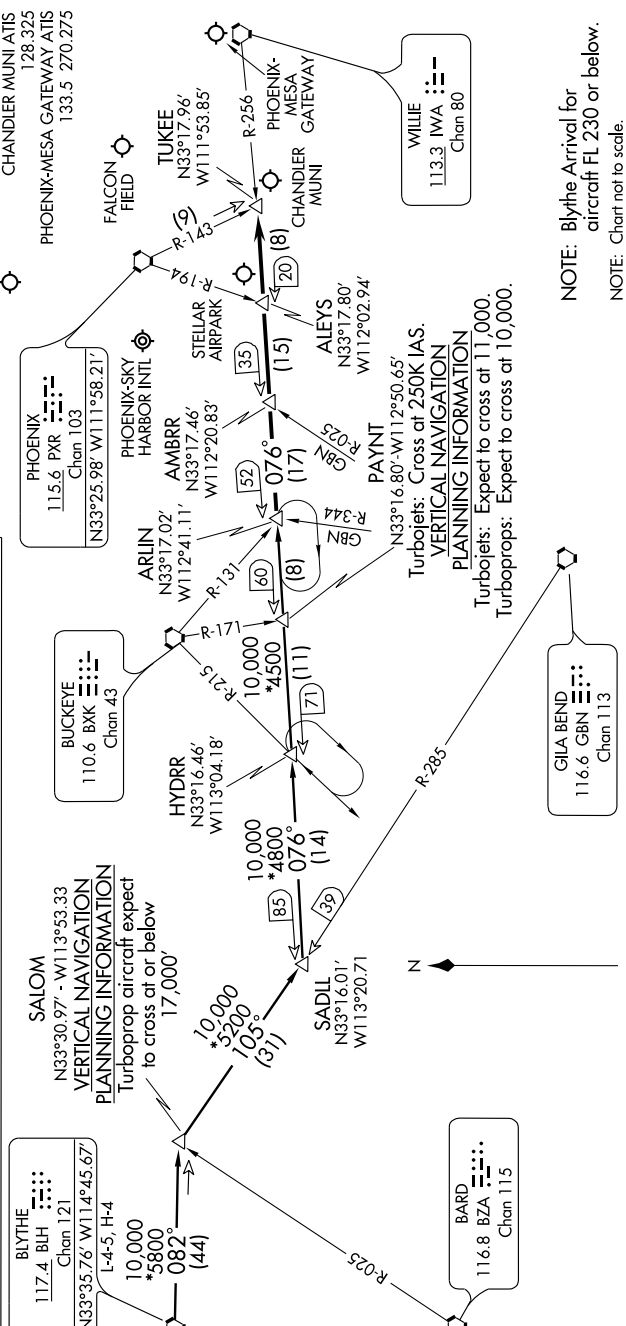 CHANDLER MUNI ATIS
128.325
PHOENIX-MESA GATEWAY ATIS
133.5 270.275
PHOENIX
115.6 PXR
Chan 103
N33°25.98' W111°58.21'
PHOENIX-SKY
HARBOR INTL
FALCON
FIELD
TUKEE
N33°17.96'
W111°53.85'
R-256
PHOENIX-
MESA
GATEWAY
WILLIE
113.3 IWA
Chan 80
R-143
(6)
R-194
CHANDLER
MUNI
(8)
20
STELLAR
AIRPARK
ALEYS
N33°17.80'
W112°02.94'
35
(15)
AMBRR
N33°17.46'
W112°20.83'
R-025
GBN
52
076°
(17)
ARLIN
N33°17.02'
W112°41.11'
R-344
GBN
BUCKEYE
110.6 BXK
Chan 43
R-131
R-171
R-215
60
(8)
PAYNT
N33°16.80'-W112°50.65'
Turbojets: Cross at 250K IAS.
VERTICAL NAVIGATION
PLANNING INFORMATION
Turbojets: Expect to cross at 11,000.
Turboprops: Expect to cross at 10,000.
10,000
*4500
(11)
71
HYDRR
N33°16.46'
W113°04.18'
10,000
*4800
076°
(14)
85
39
SADLL
N33°16.01'
W113°20.71
R-285
GILA BEND
116.6 GBN
Chan 113
SALOM
N33°30.97' - W113°53.33
VERTICAL NAVIGATION
PLANNING INFORMATION
Turboprop aircraft expect
to cross at or below
17,000'
10,000
*5200
105°
(31)
BLYTHE
117.4 BLH
Chan 121
N33°35.76' W114°45.67'
L-4-5, H-4
10,000
*5800
082°
(44)
R-025
BARD
116.8 BZA
Chan 115
N
NOTE: Blythe Arrival for
aircraft FL 230 or below.
NOTE: Chart not to scale.